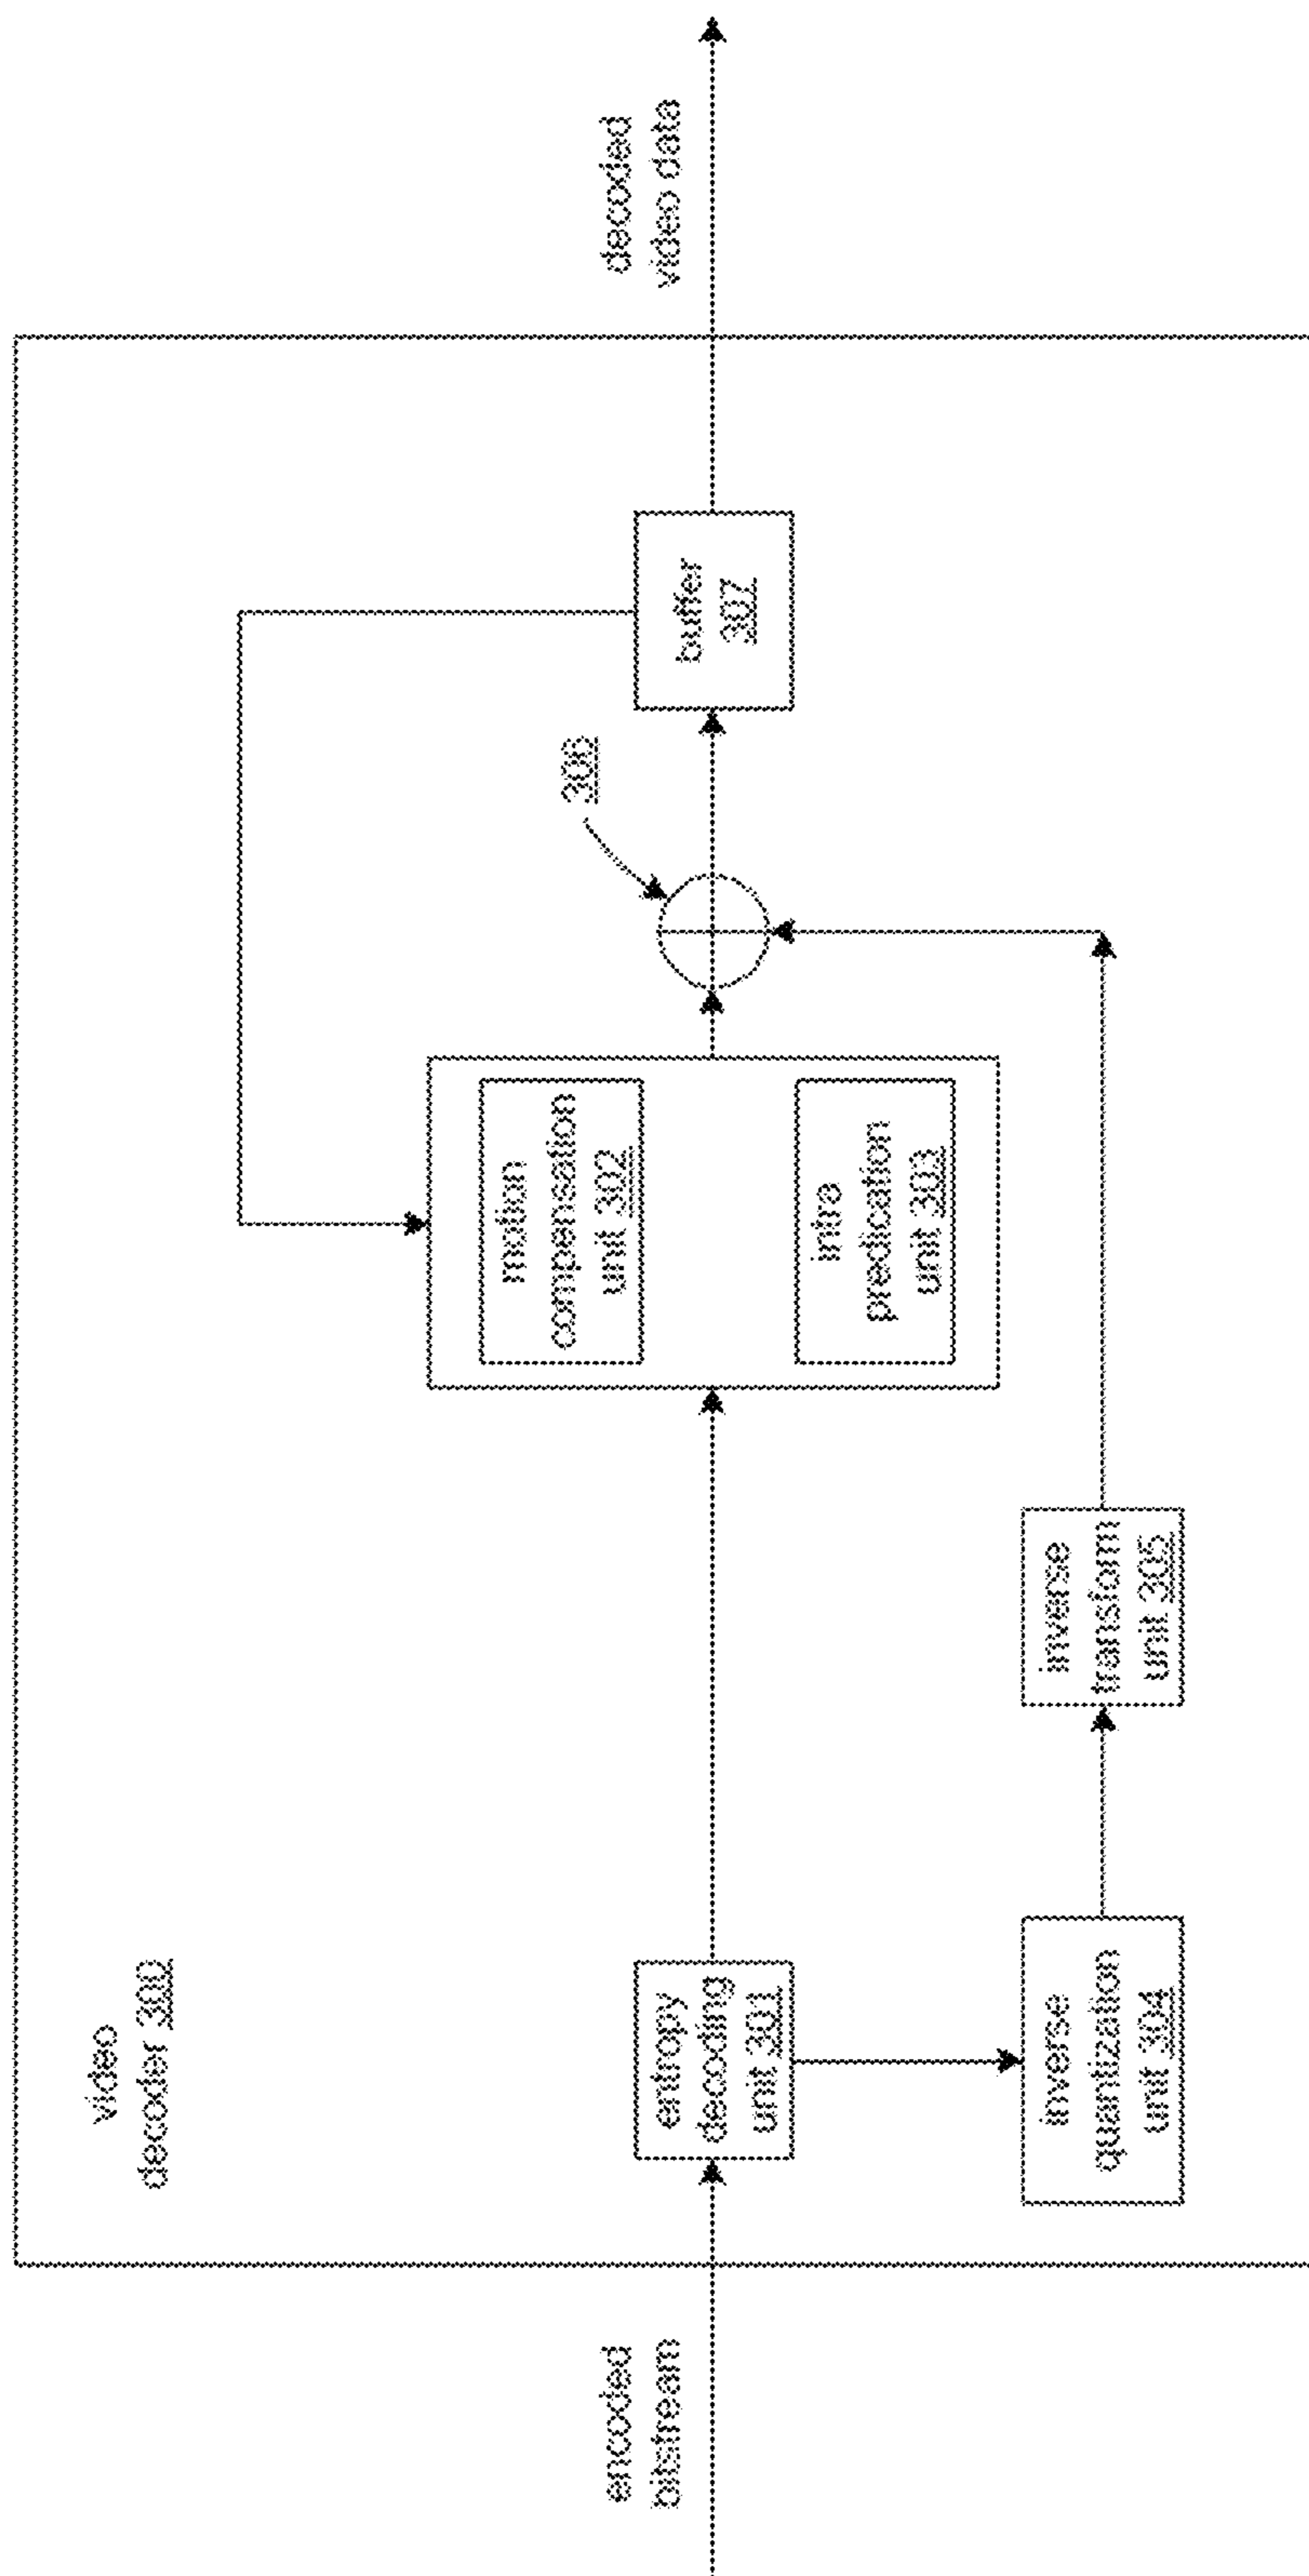 video
decoder 300
encoded
bitstream
entropy
decoding
unit 301
inverse
quantization
unit 304
inverse
transform
unit 305
motion
compensation
unit 302
intra
predication
unit 303
306
buffer
307
decoded
video data